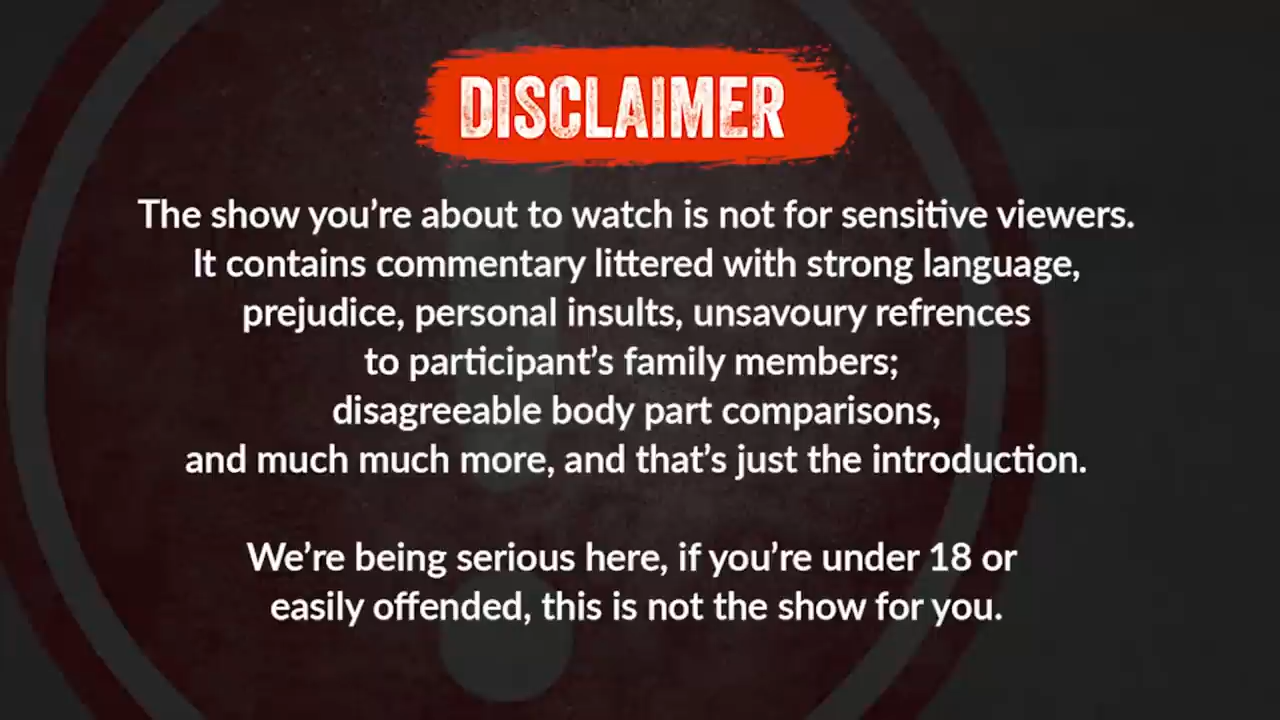 DISCLAIMER
The show you’re about to watch is not for sensitive viewers.
It contains commentary littered with strong language,
prejudice, personal insults, unsavoury refrences
to participant’s family members;
disagreeable body part comparisons,
and much much more, and that’s just the introduction.
We’re being serious here, if you’re under 18 or
easily offended, this is not the show for you.